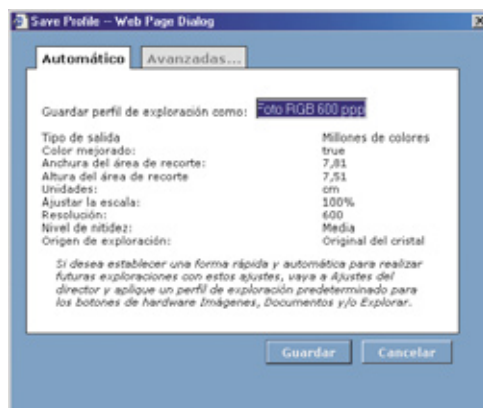 Save Profile -- Web Page Dialog
Automático Avanzadas...
Guardar perfil de exploración como: Foto RGB 600 ppp
Tipo de salida Millones de colores
Color mejorado: true
Anchura del área de recorte: 7,81
Altura del área de recorte 7,51
Unidades: cm
Ajustar la escala: 100%
Resolución: 600
Nivel de nitidez: Media
Origen de exploración: Original del cristal
Si desea establecer una forma rápida y automática para realizar
futuras exploraciones con estos ajustes, vaya a Ajustes del
director y aplique un perfil de exploración predeterminado para
los botones de hardware Imágenes, Documentos y/o Explorar.
Guardar Cancelar